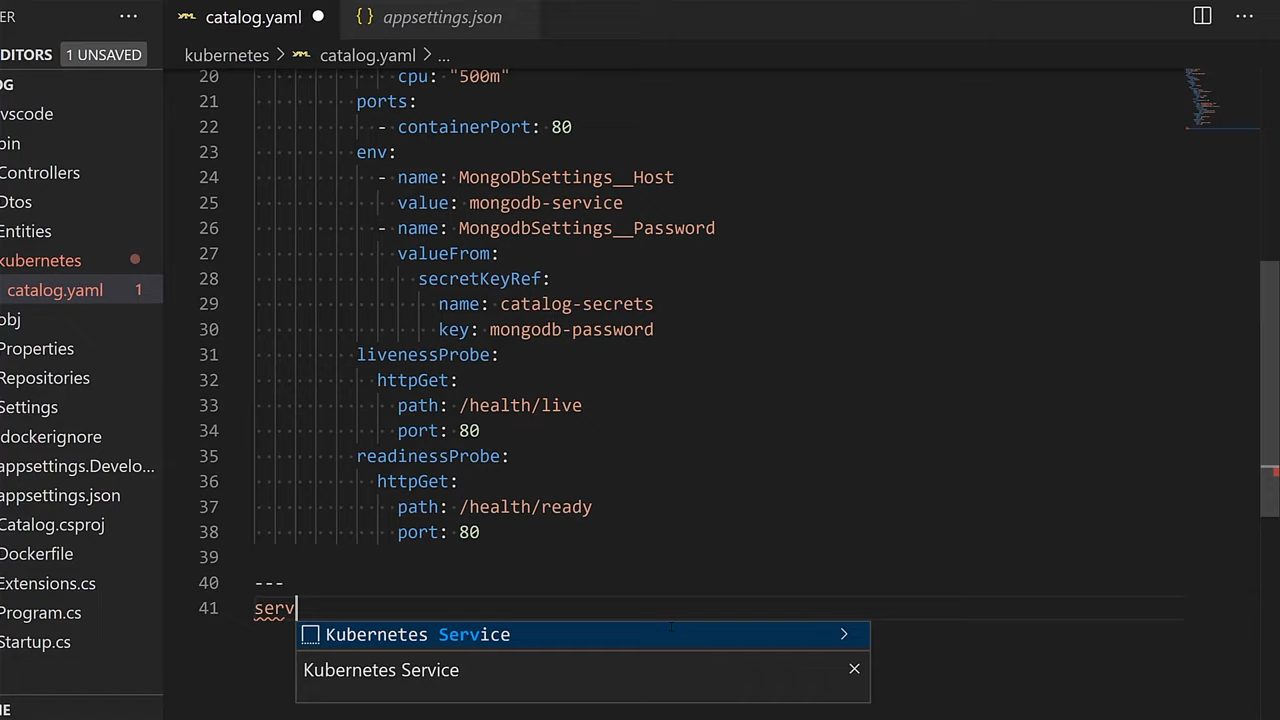 ER
catalog.yaml
{ } appsettings.json
DITORS
1 UNSAVED
kubernetes > catalog.yaml > ...
OG
vscode
bin
Controllers
Dtos
Entities
kubernetes
catalog.yaml 1
obj
Properties
Repositories
Settings
dockerignore
appsettings.Develo...
appsettings.json
Catalog.csproj
Dockerfile
Extensions.cs
Program.cs
Startup.cs
NE
20 cpu: "500m"
21 ports:
22 - containerPort: 80
23 env:
24 - name: MongoDbSettings__Host
25 value: mongodb-service
26 - name: MongodbSettings__Password
27 valueFrom:
28 secretKeyRef:
29 name: catalog-secrets
30 key: mongodb-password
31 livenessProbe:
32 httpGet:
33 path: /health/live
34 port: 80
35 readinessProbe:
36 httpGet:
37 path: /health/ready
38 port: 80
39
40 ---
41 serv
Kubernetes Service
Kubernetes Service